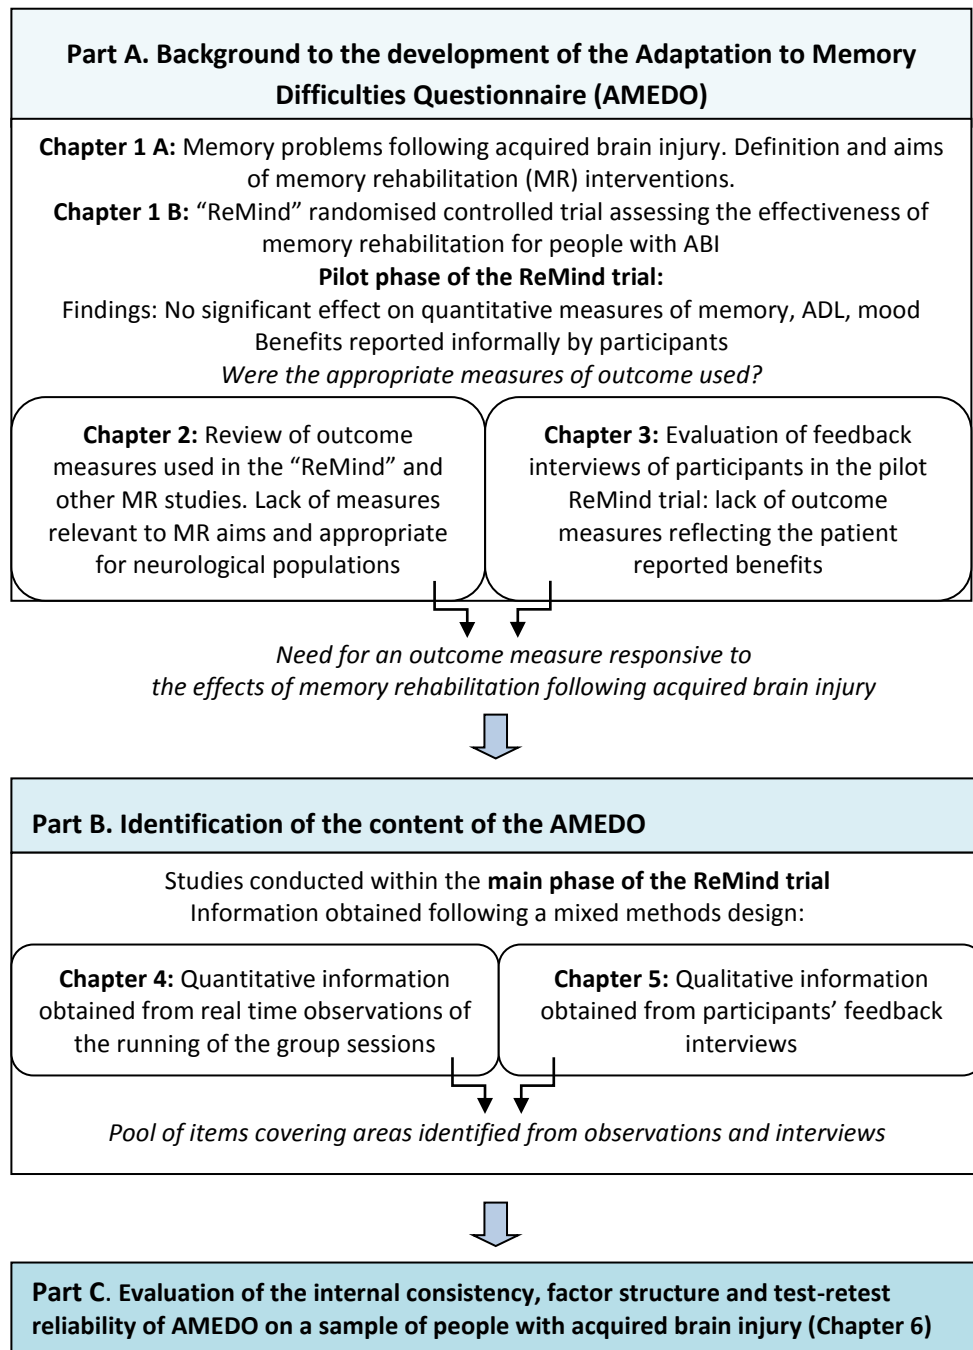 Part A. Background to the development of the Adaptation to Memory
Difficulties Questionnaire (AMEDO)
Chapter 1 A: Memory problems following acquired brain injury. Definition and aims
of memory rehabilitation (MR) interventions.
Chapter 1 B: “ReMind” randomised controlled trial assessing the effectiveness of
memory rehabilitation for people with ABI
Pilot phase of the ReMind trial:
Findings: No significant effect on quantitative measures of memory, ADL, mood
Benefits reported informally by participants
Were the appropriate measures of outcome used?
Chapter 2: Review of outcome
measures used in the “ReMind” and
other MR studies. Lack of measures
relevant to MR aims and appropriate
for neurological populations
Chapter 3: Evaluation of feedback
interviews of participants in the pilot
ReMind trial: lack of outcome
measures reflecting the patient
reported benefits
Need for an outcome measure responsive to
the effects of memory rehabilitation following acquired brain injury
Part B. Identification of the content of the AMEDO
Studies conducted within the main phase of the ReMind trial
Information obtained following a mixed methods design:
Chapter 4: Quantitative information
obtained from real time observations of
the running of the group sessions
Chapter 5: Qualitative information
obtained from participants’ feedback
interviews
Pool of items covering areas identified from observations and interviews
Part C. Evaluation of the internal consistency, factor structure and test-retest
reliability of AMEDO on a sample of people with acquired brain injury (Chapter 6)